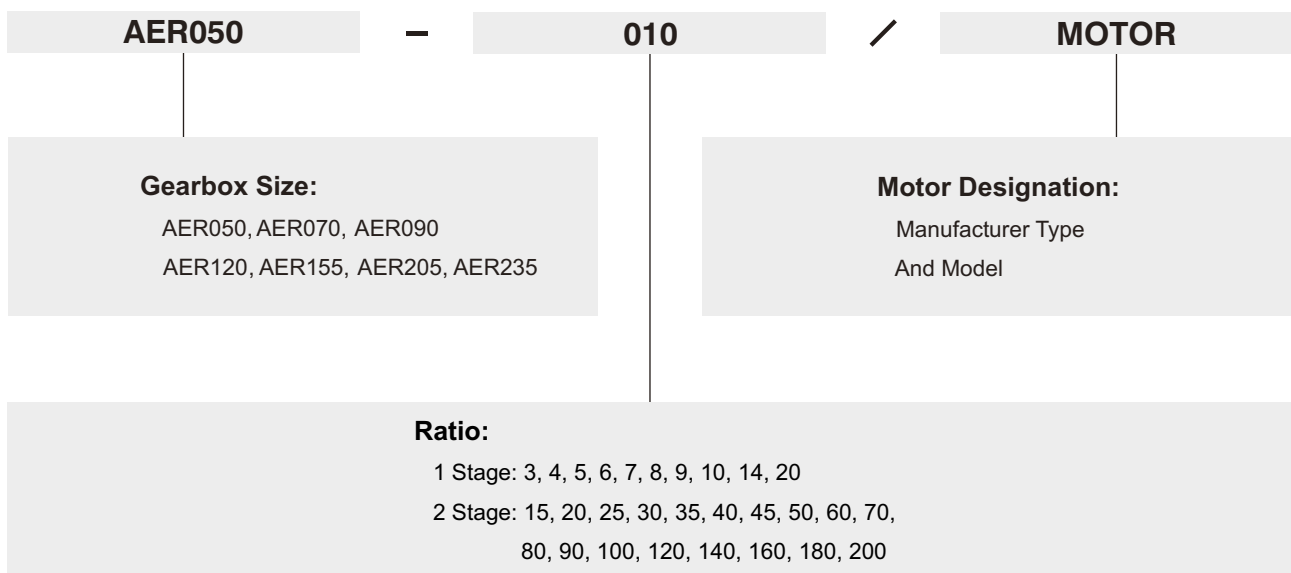 AER050 – 010 / MOTOR
Gearbox Size:
AER050, AER070, AER090
AER120, AER155, AER205, AER235
Motor Designation:
Manufacturer Type
And Model
Ratio:
1 Stage: 3, 4, 5, 6, 7, 8, 9, 10, 14, 20
2 Stage: 15, 20, 25, 30, 35, 40, 45, 50, 60, 70,
80, 90, 100, 120, 140, 160, 180, 200